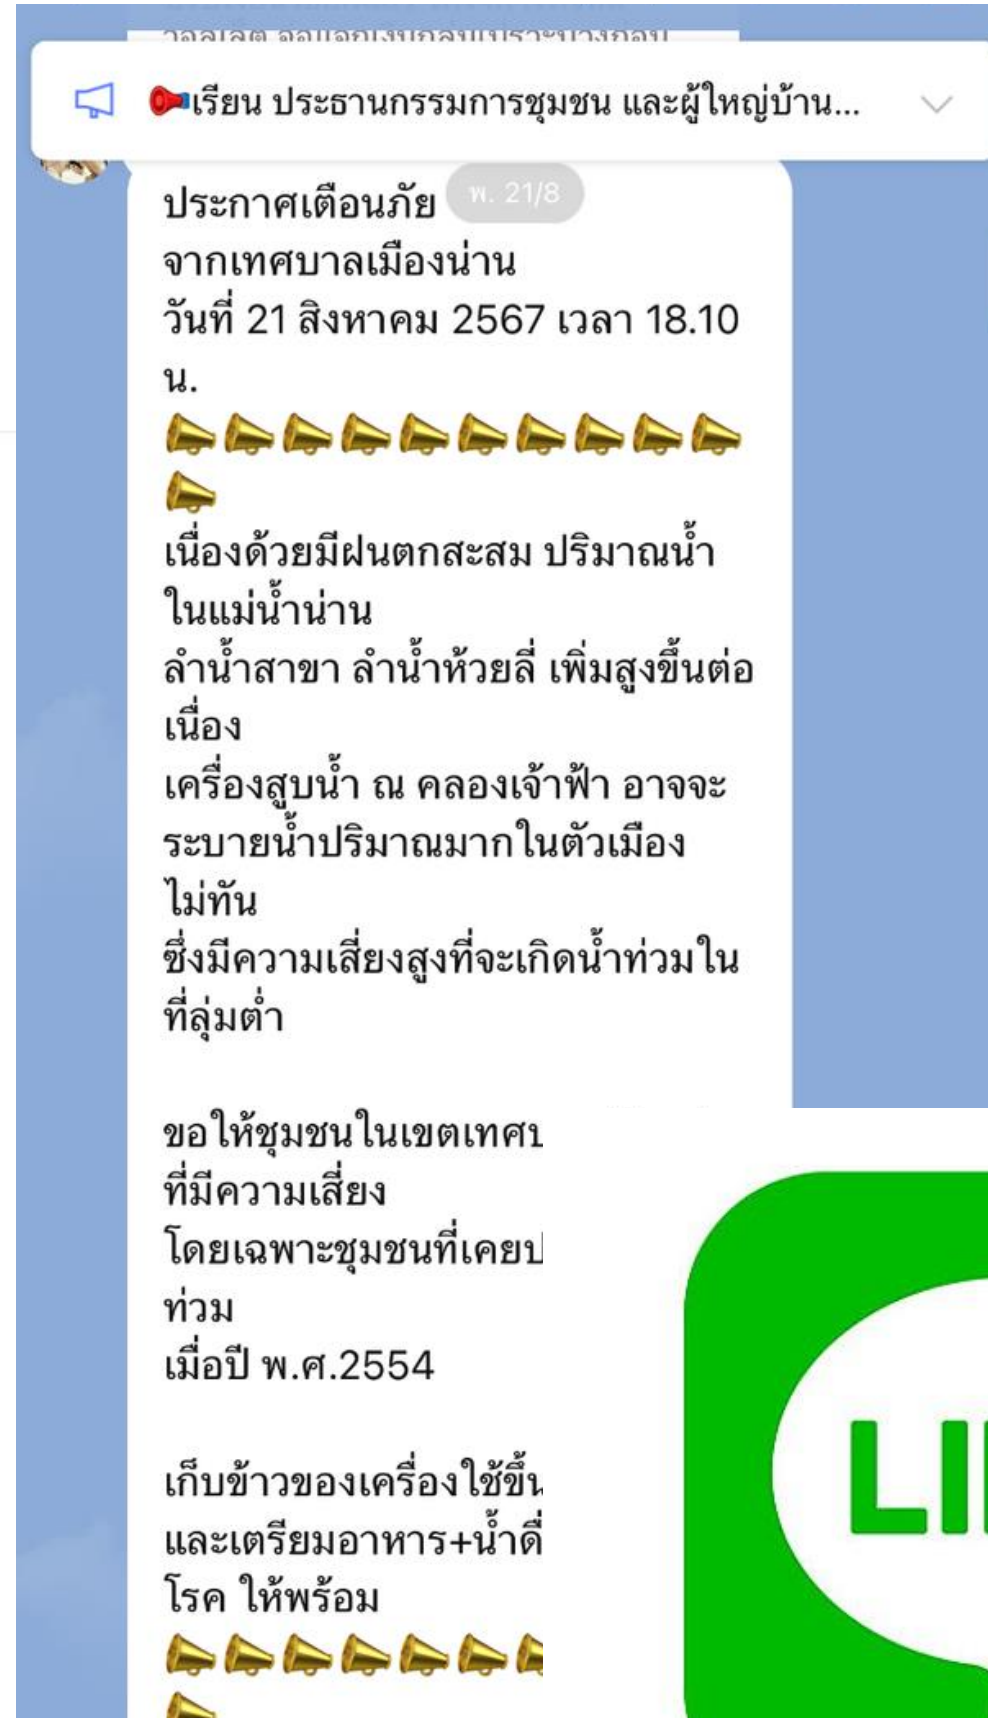 📢เรียน ประธานกรรมการชุมชน และผู้ใหญ่บ้าน...
พ. 21/8
ประกาศเตือนภัย
จากเทศบาลเมืองน่าน
วันที่ 21 สิงหาคม 2567 เวลา 18.10
น.
เนื่องด้วยมีฝนตกสะสม ปริมาณน้ำ
ในแม่น้ำน่าน
ลำน้ำสาขา ลำน้ำห้วยลี่ เพิ่มสูงขึ้นต่อ
เนื่อง
เครื่องสูบน้ำ ณ คลองเจ้าฟ้า อาจจะ
ระบายน้ำปริมาณมากในตัวเมือง
ไม่ทัน
ซึ่งมีความเสี่ยงสูงที่จะเกิดน้ำท่วมใน
ที่ลุ่มต่ำ
ขอให้ชุมชนในเขตเทศ
ที่มีความเสี่ยง
โดยเฉพาะชุมชนที่เคย
ท่วม
เมื่อปี พ.ศ.2554
เก็บข้าวของเครื่องใช้ขึ้น
และเตรียมอาหาร+น้ำดื่
โรค ให้พร้อม
LI